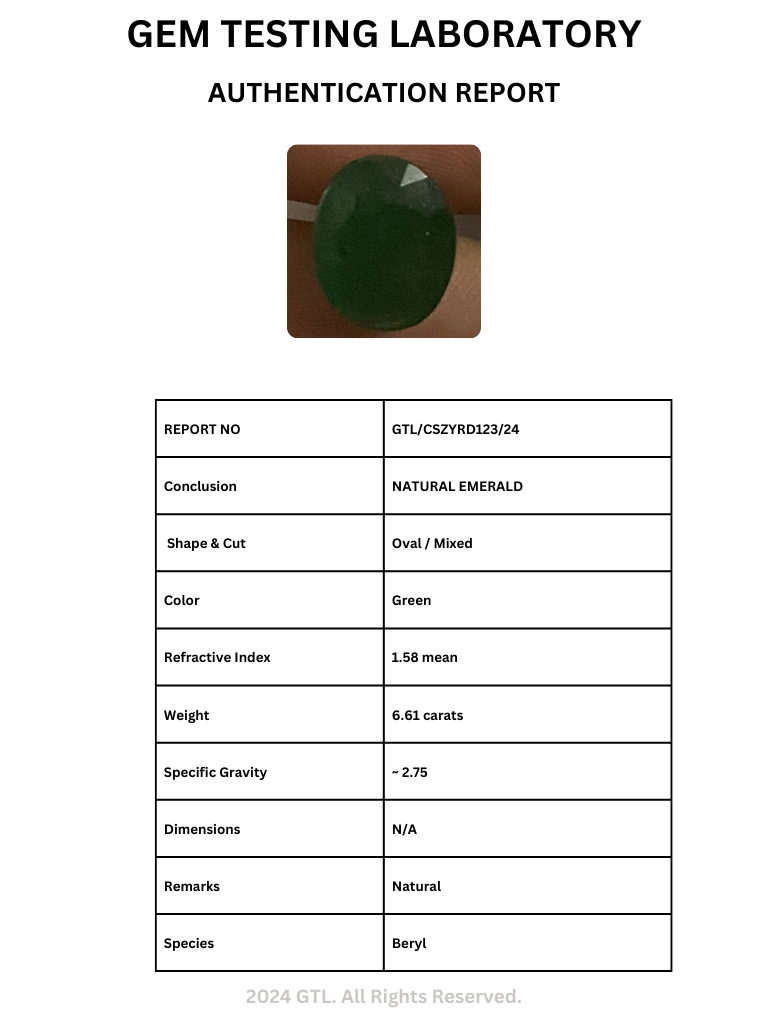 GEM TESTING LABORATORY
AUTHENTICATION REPORT
REPORT NO GTL/CSZYRD123/24
Conclusion NATURAL EMERALD
Shape & Cut Oval / Mixed
Color Green
Refractive Index 1.58 mean
Weight 6.61 carats
Specific Gravity ~ 2.75
Dimensions N/A
Remarks Natural
Species Beryl
2024 GTL. All Rights Reserved.